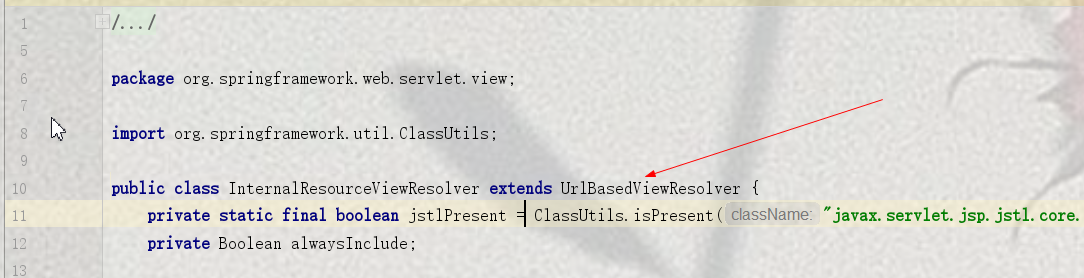 1 /.../
5
6 package org.springframework.web.servlet.view;
7
8 import org.springframework.util.ClassUtils;
9
10 public class InternalResourceViewResolver extends UrlBasedViewResolver {
11 private static final boolean jstlPresent = ClassUtils.isPresent( className: "javax.servlet.jsp.jstl.core.
12 private Boolean alwaysInclude;
13